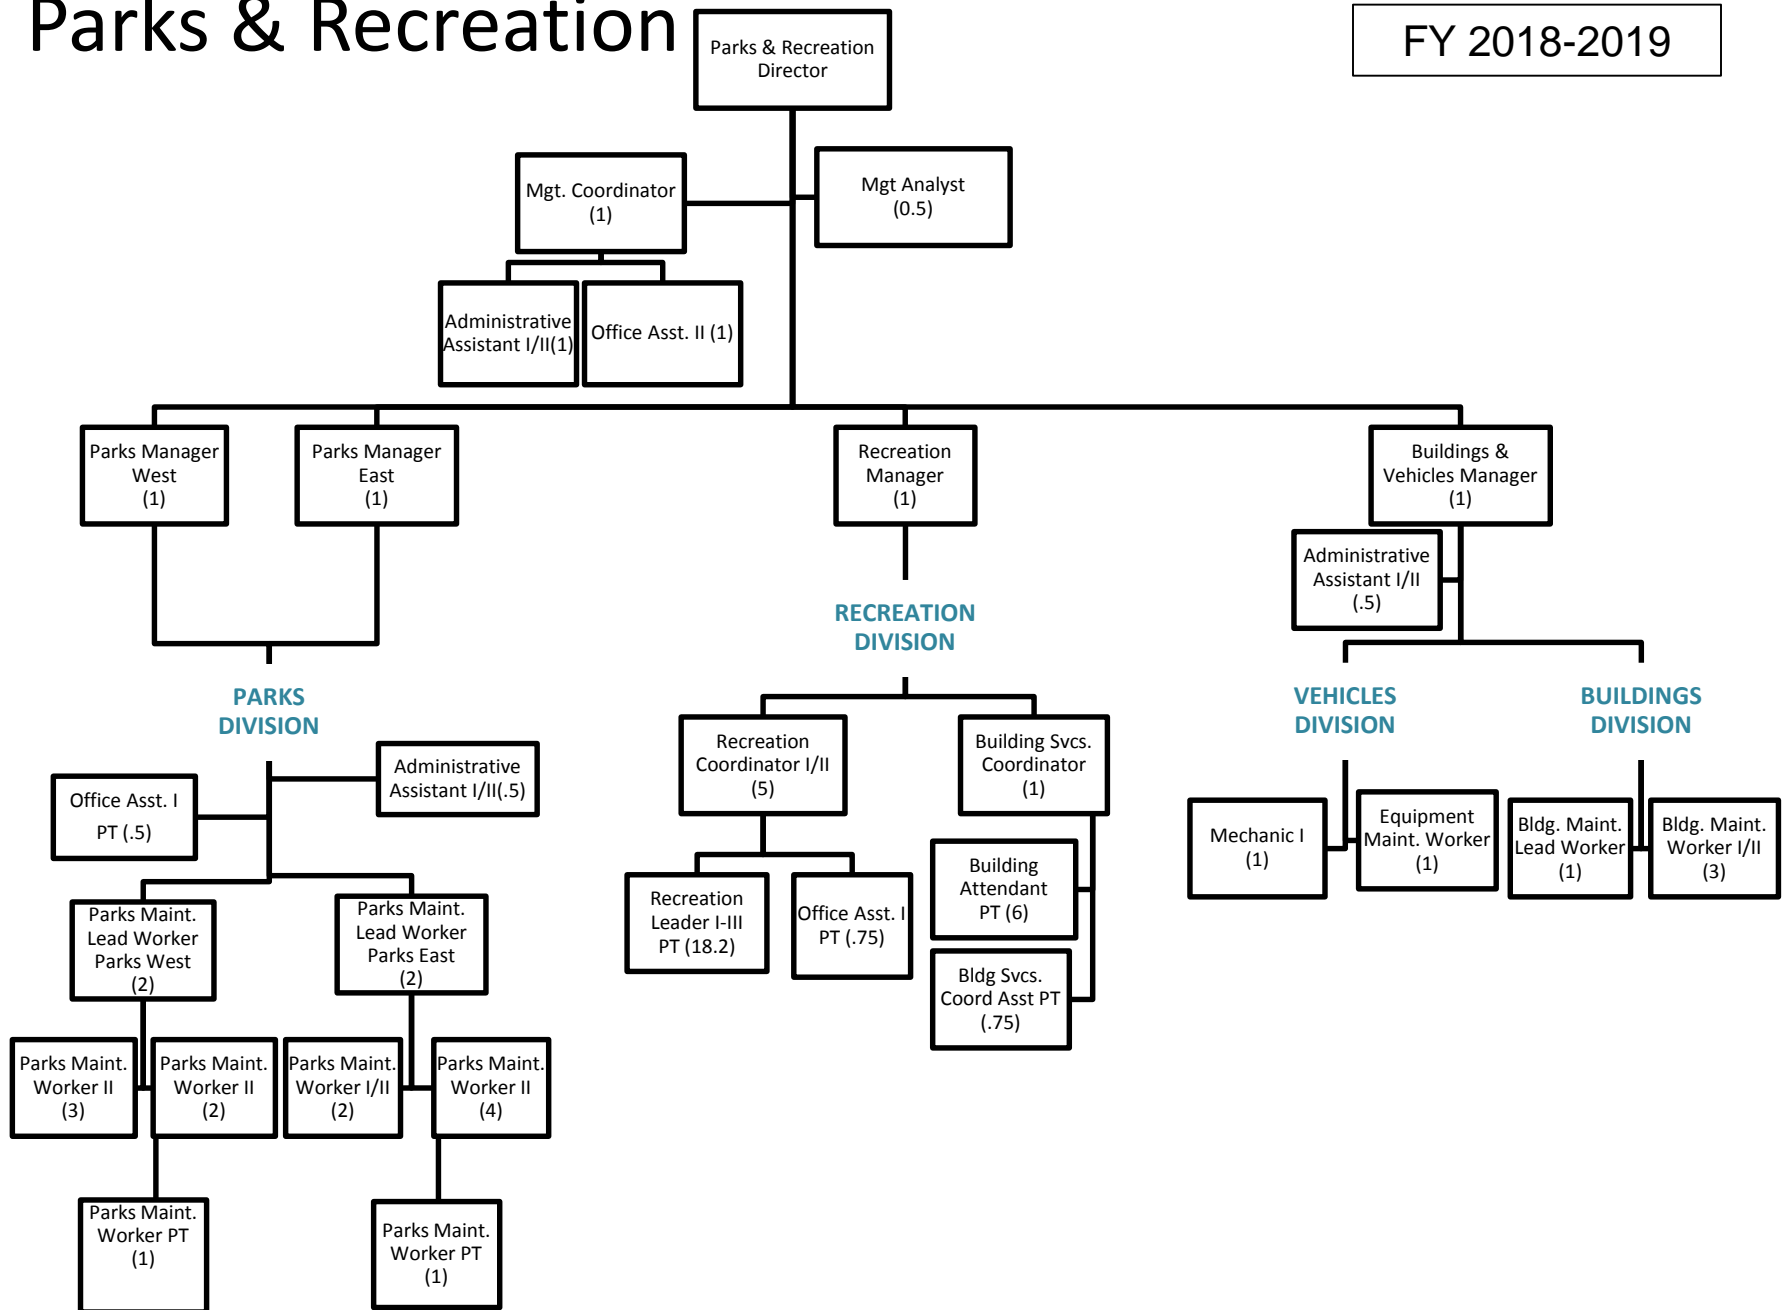 Parks & Recreation
FY 2018-2019
Parks & Recreation
Director
Mgt. Coordinator
(1)
Mgt Analyst
(0.5)
Administrative
Assistant I/II(1)
Office Asst. II (1)
Parks Manager
West
(1)
Parks Manager
East
(1)
Recreation
Manager
(1)
Buildings &
Vehicles Manager
(1)
Administrative
Assistant I/II
(.5)
PARKS
DIVISION
RECREATION
DIVISION
VEHICLES
DIVISION
BUILDINGS
DIVISION
Office Asst. I
PT (.5)
Administrative
Assistant I/II(.5)
Parks Maint.
Lead Worker
Parks West
(2)
Parks Maint.
Lead Worker
Parks East
(2)
Parks Maint.
Worker II
(3)
Parks Maint.
Worker II
(2)
Parks Maint.
Worker I/II
(2)
Parks Maint.
Worker II
(4)
Parks Maint.
Worker PT
(1)
Parks Maint.
Worker PT
(1)
Recreation
Coordinator I/II
(5)
Building Svcs.
Coordinator
(1)
Recreation
Leader I-III
PT (18.2)
Office Asst. I
PT (.75)
Building
Attendant
PT (6)
Bldg Svcs.
Coord Asst PT
(.75)
Mechanic I
(1)
Equipment
Maint. Worker
(1)
Bldg. Maint.
Lead Worker
(1)
Bldg. Maint.
Worker I/II
(3)